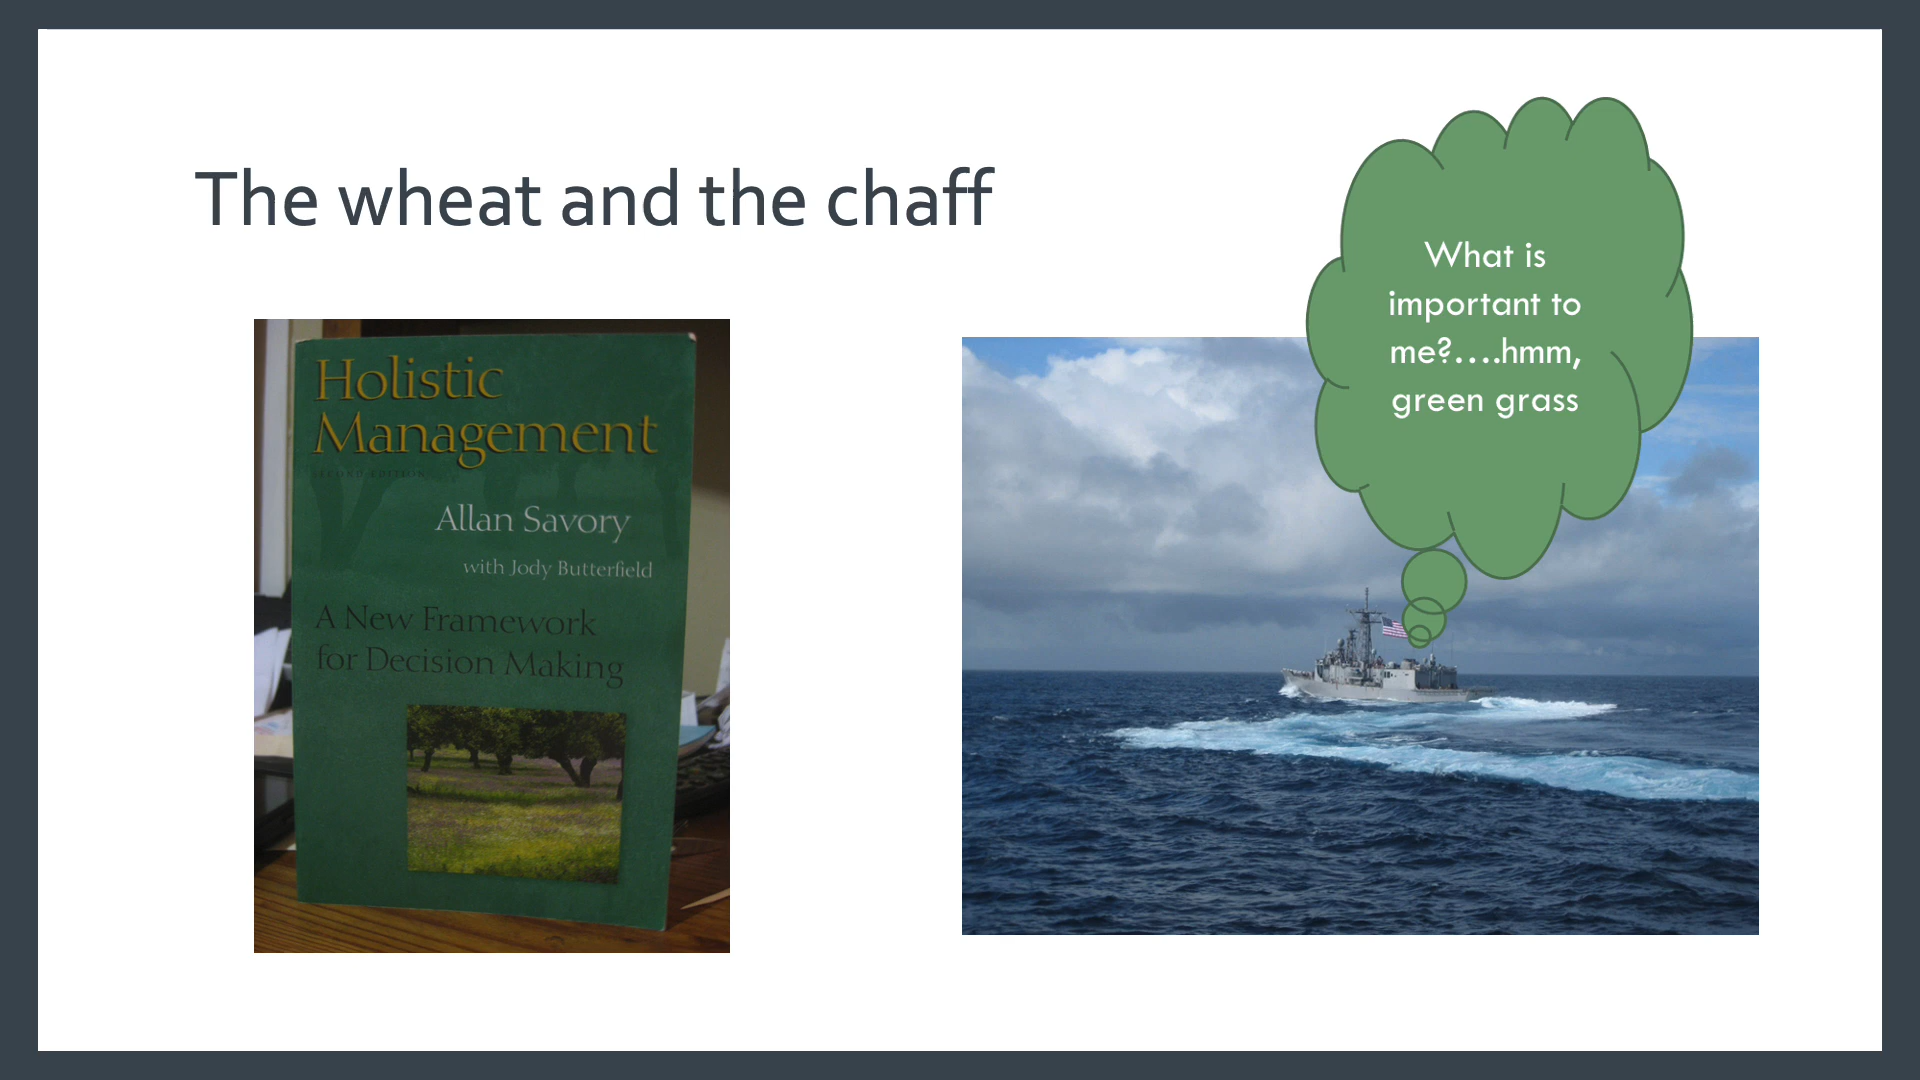 The wheat and the chaff
What is
important to
me?….hmm,
green grass
Holistic
Management
SECOND EDITION
Allan Savory
with Jody Butterfield
A New Framework
for Decision Making